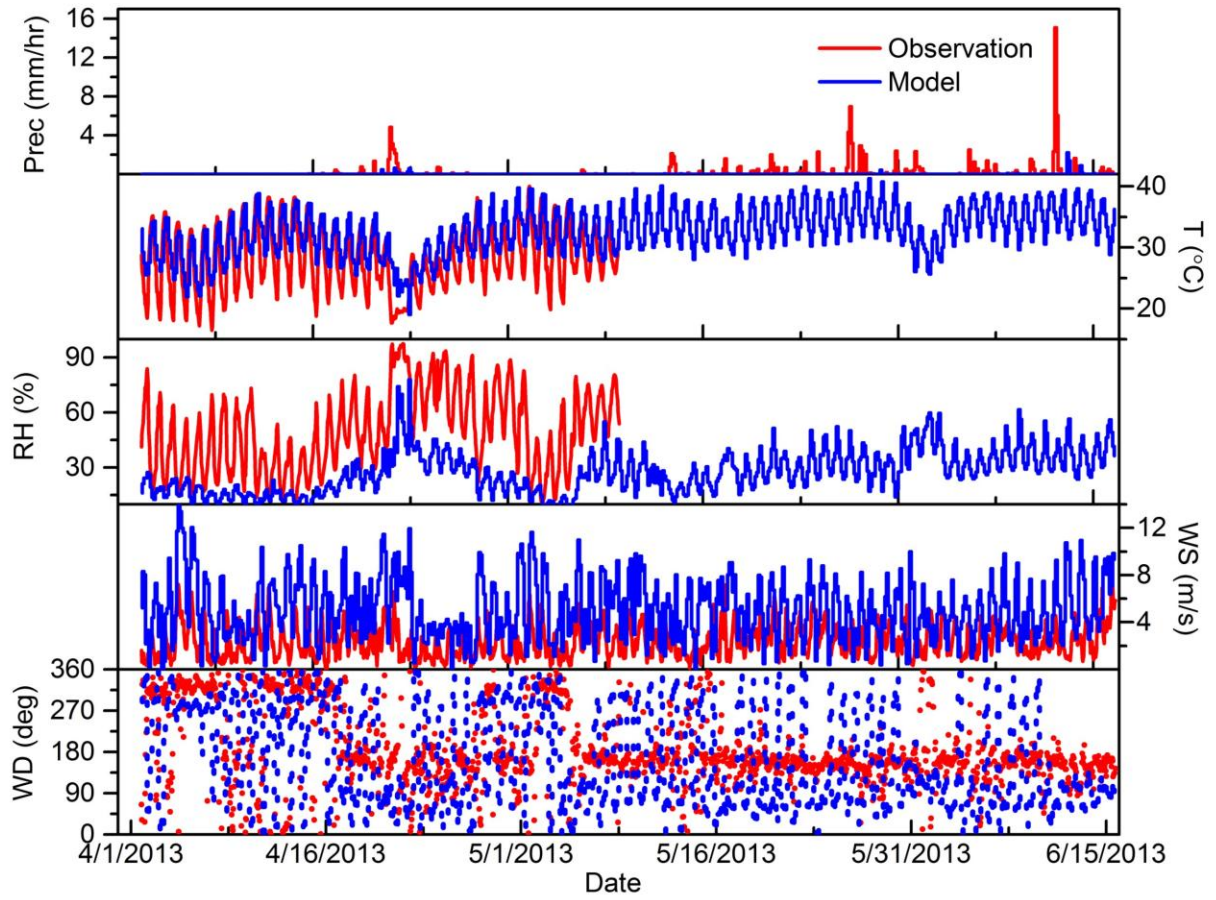 Prec (mm/hr)
16
12
8
4
Observation
Model
T (°C)
40
30
20
RH (%)
90
60
30
WS (m/s)
12
8
4
WD (deg)
360
270
180
90
0
4/1/2013 4/16/2013 5/1/2013 5/16/2013 5/31/2013 6/15/2013
Date